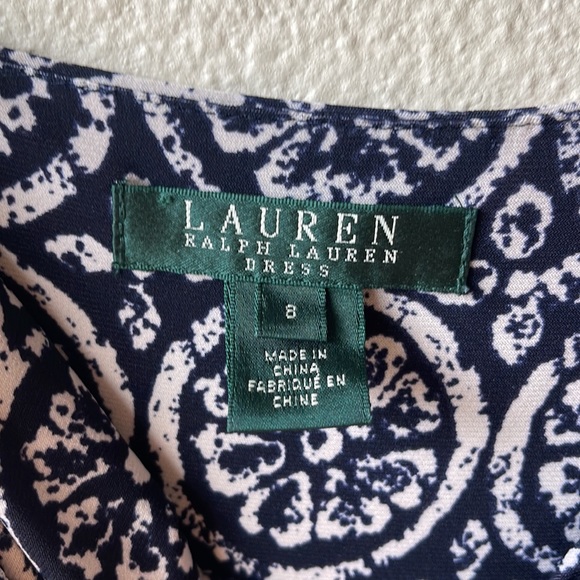 LAUREN
RALPH LAUREN
DRESS
8
MADE IN
CHINA
FABRIQUÉ EN
CHINE